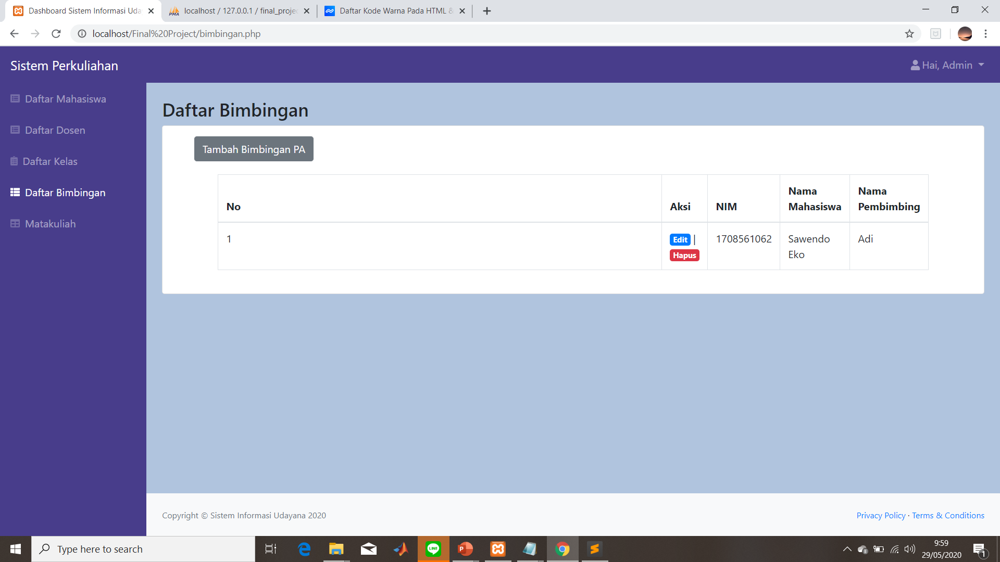 Dashboard Sistem Informasi Uda
localhost / 127.0.0.1 / final_projec
Daftar Kode Warna Pada HTML &
localhost/Final%20Project/bimbingan.php
Sistem Perkuliahan
Hai, Admin
Daftar Mahasiswa
Daftar Dosen
Daftar Kelas
Daftar Bimbingan
Matakuliah
Daftar Bimbingan
Tambah Bimbingan PA
No Aksi NIM Nama Mahasiswa Nama Pembimbing
1 Edit | Hapus 1708561062 Sawendo Eko Adi
Copyright © Sistem Informasi Udayana 2020
Privacy Policy · Terms & Conditions
Type here to search
LINE
9:59
29/05/2020
1